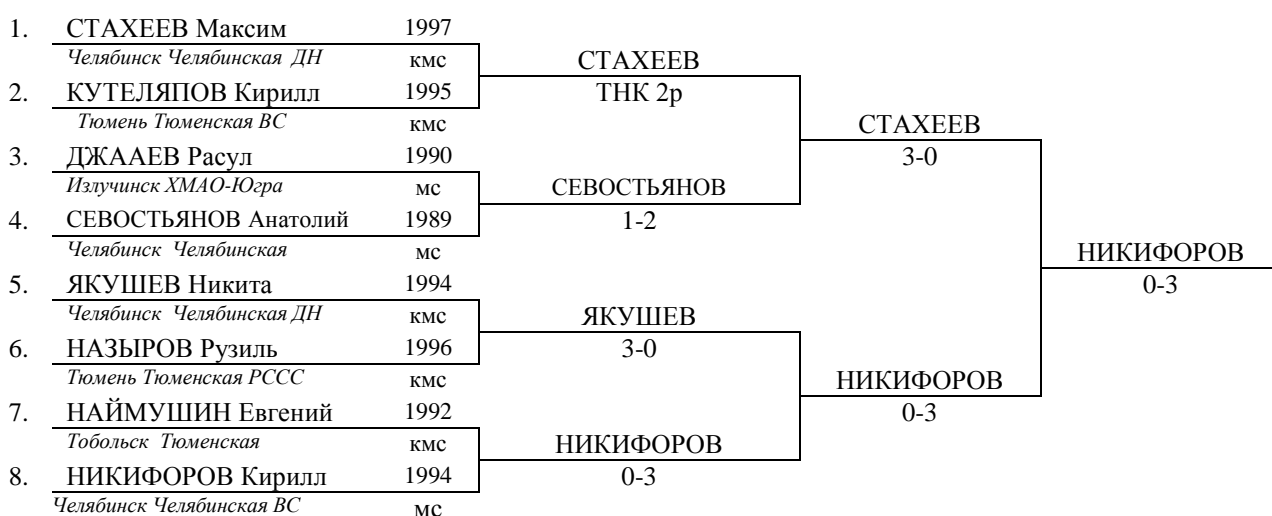 1. СТАХЕЕВ Максим 1997
Челябинск Челябинская ДН кмс
СТАХЕЕВ
2. КУТЕЛЯПОВ Кирилл 1995
ТНК 2р
Тюмень Тюменская ВС кмс
СТАХЕЕВ
3. ДЖААЕВ Расул 1990
3-0
Излучинск ХМАО-Югра мс
СЕВОСТЬЯНОВ
4. СЕВОСТЬЯНОВ Анатолий 1989
1-2
Челябинск Челябинская мс
НИКИФОРОВ
5. ЯКУШЕВ Никита 1994
0-3
Челябинск Челябинская ДН кмс
ЯКУШЕВ
6. НАЗЫРОВ Рузиль 1996
3-0
Тюмень Тюменская РССС кмс
НИКИФОРОВ
7. НАЙМУШИН Евгений 1992
0-3
Тобольск Тюменская кмс
НИКИФОРОВ
8. НИКИФОРОВ Кирилл 1994
0-3
Челябинск Челябинская ВС мс